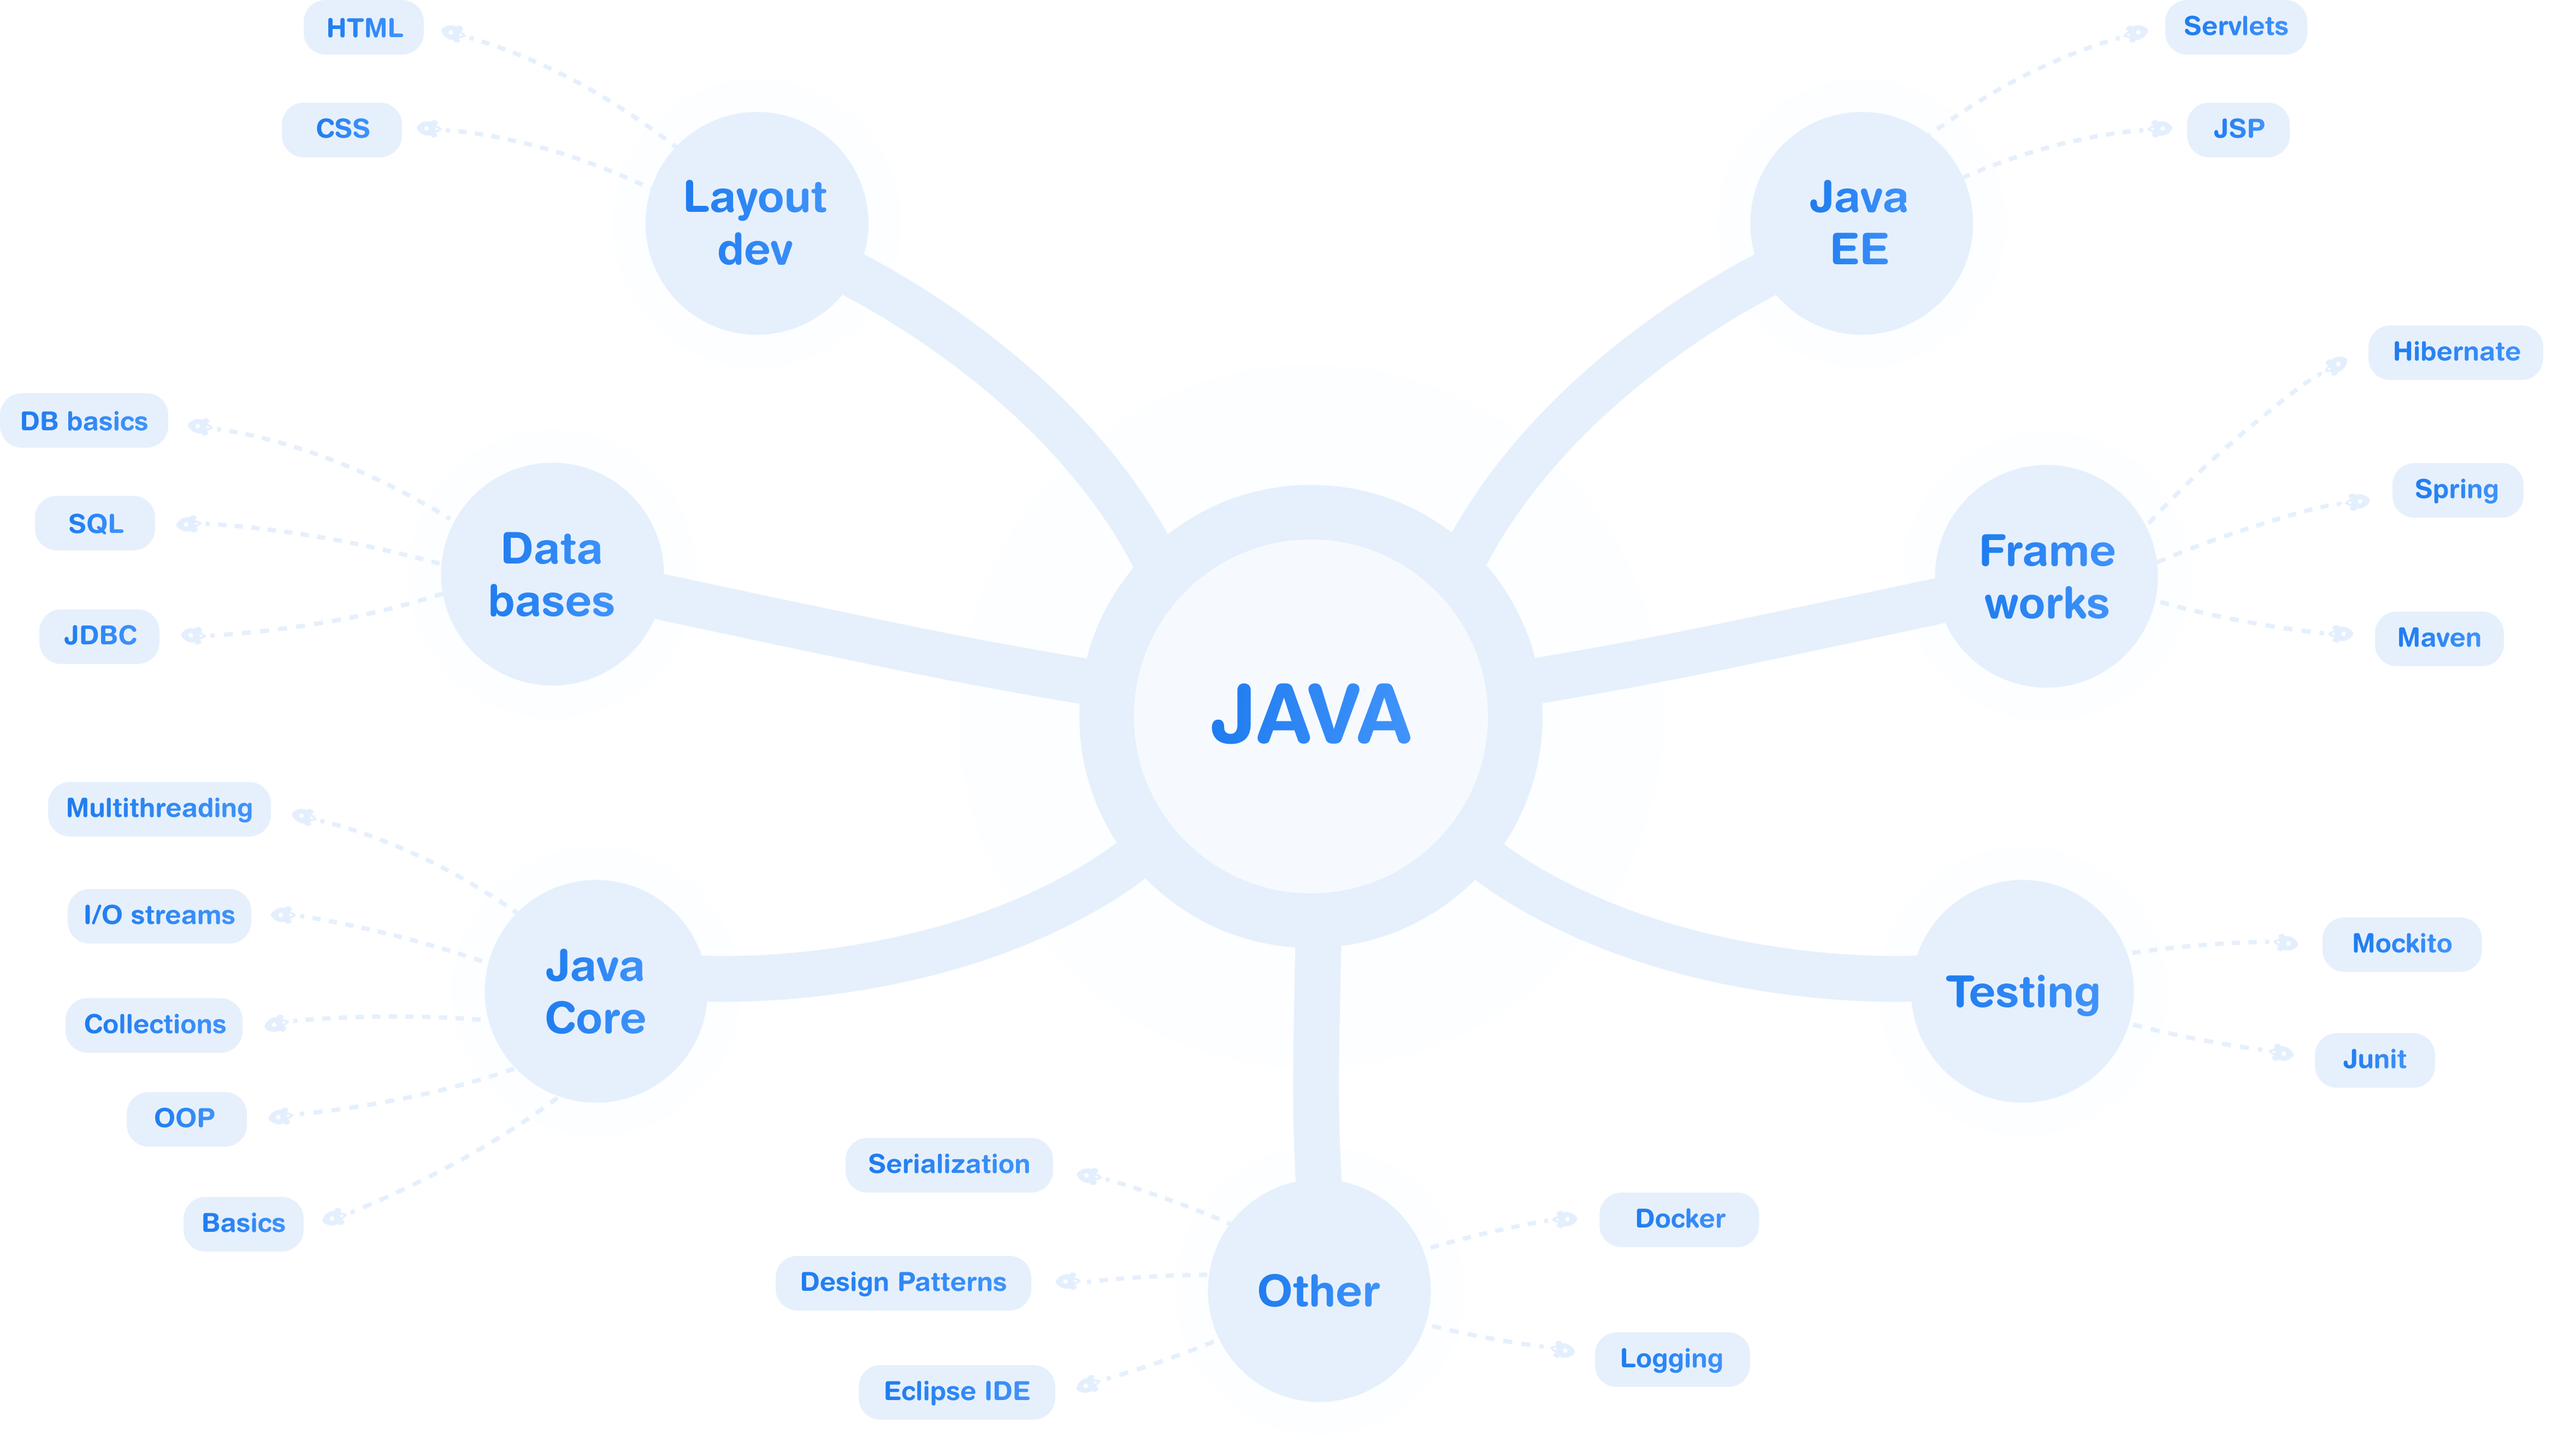 HTML
CSS
Layout
dev
Servlets
JSP
Java
EE
DB basics
SQL
JDBC
Data
bases
Hibernate
Spring
Maven
Frame
works
JAVA
Multithreading
I/O streams
Collections
OOP
Basics
Java
Core
Mockito
Junit
Testing
Serialization
Design Patterns
Eclipse IDE
Other
Docker
Logging